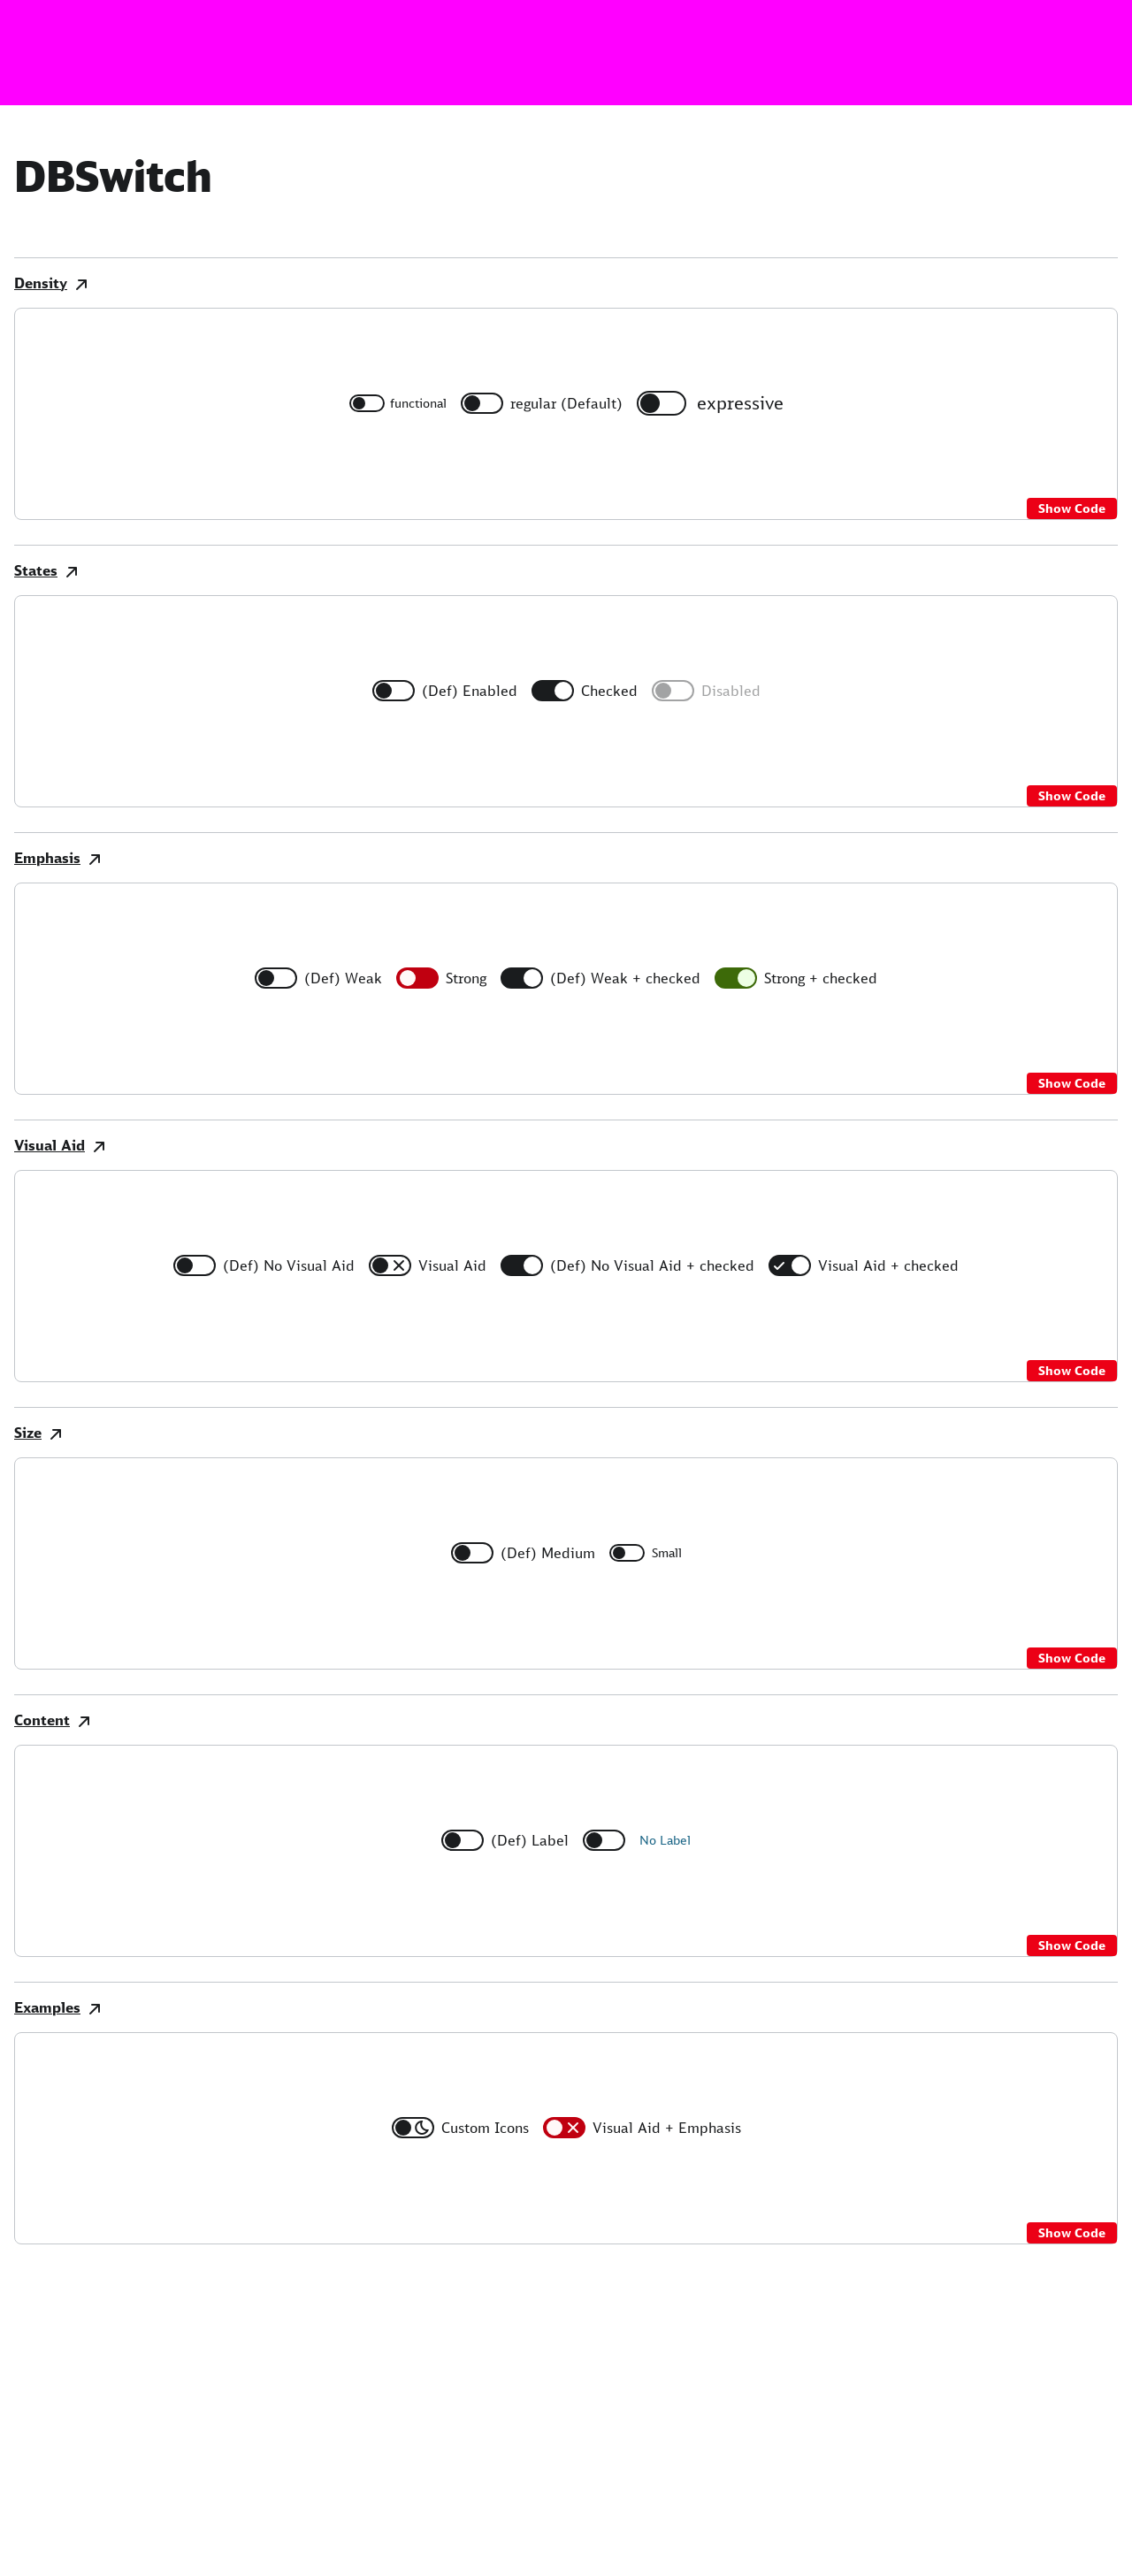 DBSwitch
Density
functional regular (Default) expressive
Show Code
States
(Def) Enabled Checked Disabled
Show Code
Emphasis
(Def) Weak Strong (Def) Weak + checked Strong + checked
Show Code
Visual Aid
(Def) No Visual Aid Visual Aid (Def) No Visual Aid + checked Visual Aid + checked
Show Code
Size
(Def) Medium Small
Show Code
Content
(Def) Label No Label
Show Code
Examples
Custom Icons Visual Aid + Emphasis
Show Code